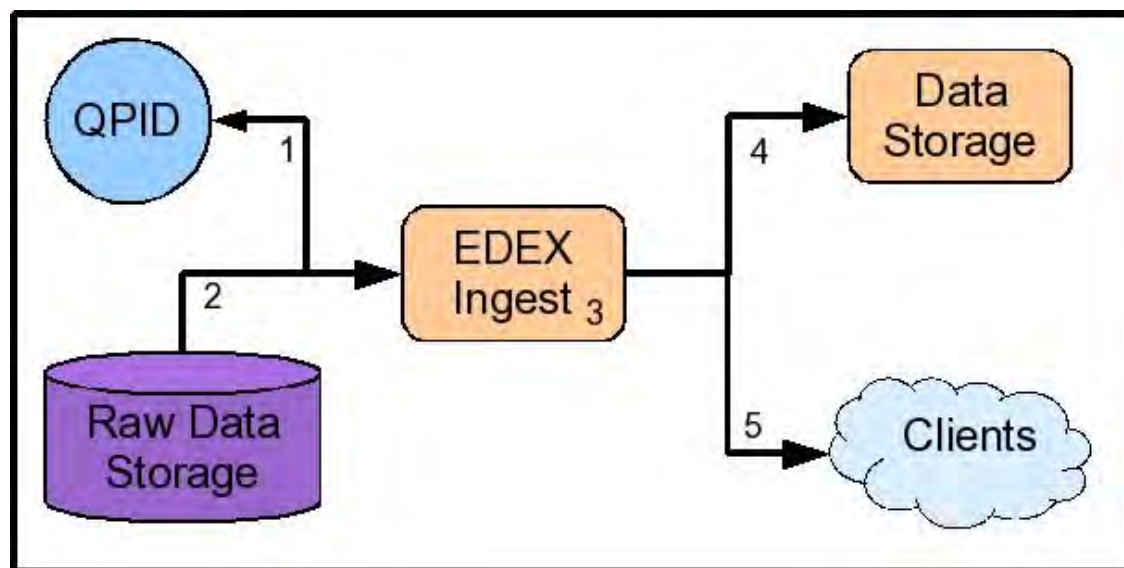 QPID
1
2
Raw Data
Storage
EDEX
Ingest 3
4
Data
Storage
5
Clients